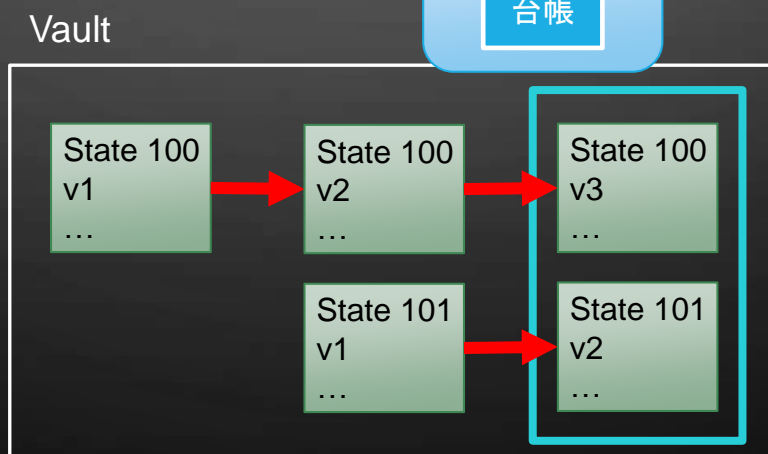 台帳
Vault
State 100
v1
…
State 100
v2
…
State 100
v3
…
State 101
v1
…
State 101
v2
…